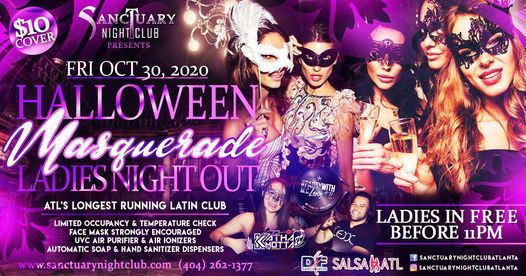 $10
COVER
SANCTUARY
NIGHT CLUB
PRESENTS
FRI OCT 30, 2020
HALLOWEEN
Masquerade
LADIES NIGHT OUT
ATL'S LONGEST RUNNING LATIN CLUB
LIMITED OCCUPANCY & TEMPERATURE CHECK
FACE MASK STRONGLY ENCOURAGED
UVC AIR PURIFIER & AIR IONIZERS
AUTOMATIC SOAP & HAND SANITIZER DISPENSERS
www.sanctuarynightclub.com (404) 262-1377
LADIES IN FREE
BEFORE 11PM
SALSA ATL
SANCTUARYNIGHTCLUBATLANTA
SANCTUARYNIGHTCLUBATLANTA